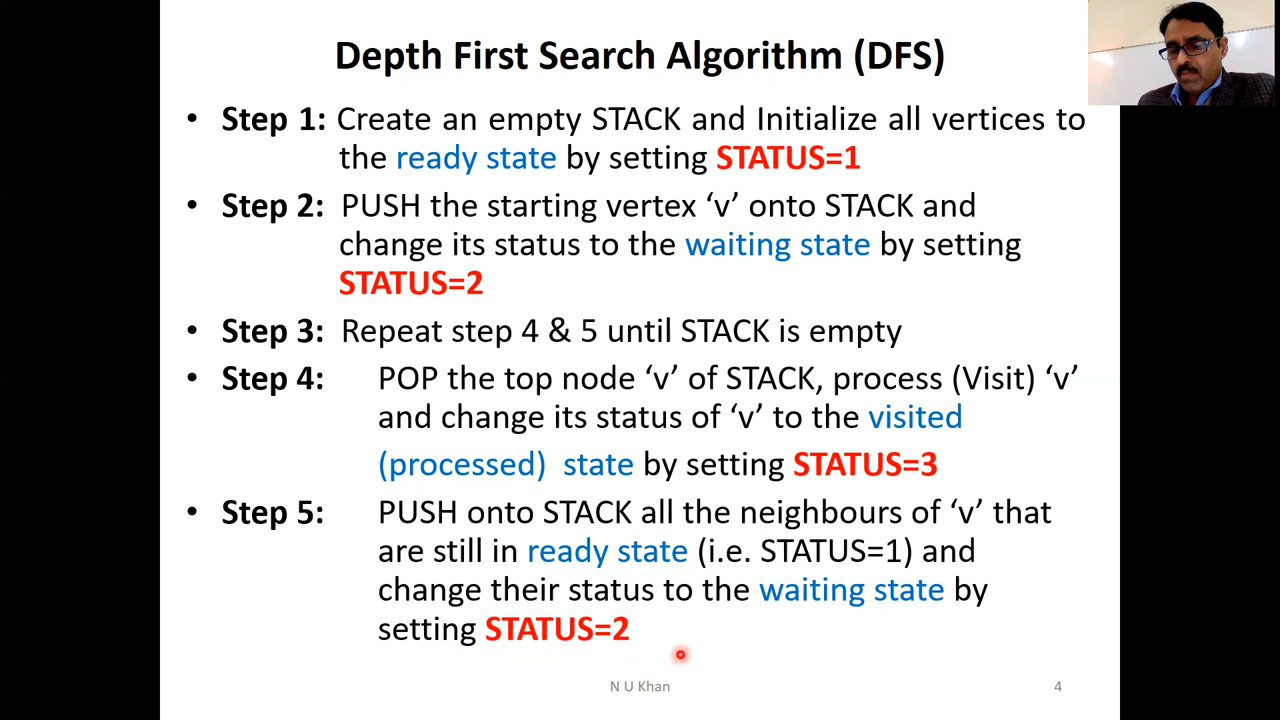 Depth First Search Algorithm (DFS)
• Step 1: Create an empty STACK and Initialize all vertices to
the ready state by setting STATUS=1
• Step 2: PUSH the starting vertex ‘v’ onto STACK and
change its status to the waiting state by setting
STATUS=2
• Step 3: Repeat step 4 & 5 until STACK is empty
• Step 4: POP the top node ‘v’ of STACK, process (Visit) ‘v’
and change its status of ‘v’ to the visited
(processed) state by setting STATUS=3
• Step 5: PUSH onto STACK all the neighbours of ‘v’ that
are still in ready state (i.e. STATUS=1) and
change their status to the waiting state by
setting STATUS=2
N U Khan
4